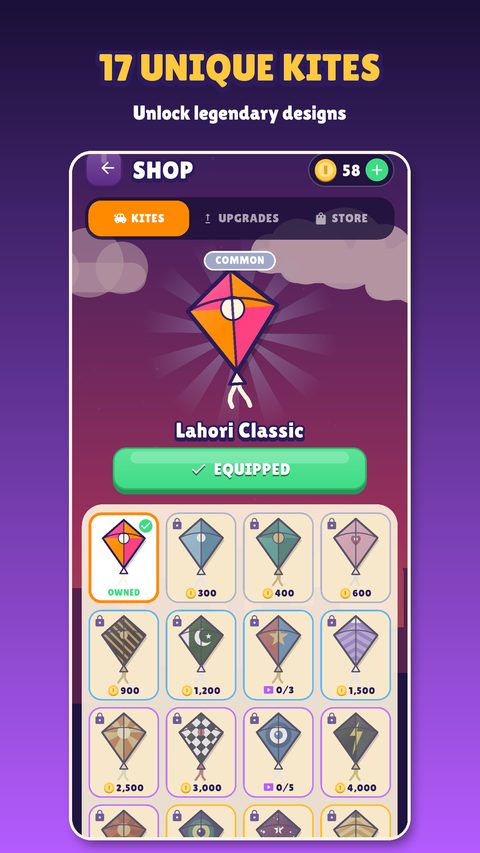 17 UNIQUE KITES
Unlock legendary designs
SHOP
58
KITES
UPGRADES
STORE
COMMON
Lahori Classic
EQUIPPED
OWNED
300
400
600
900
1,200
0/3
1,500
2,500
3,000
0/5
4,000